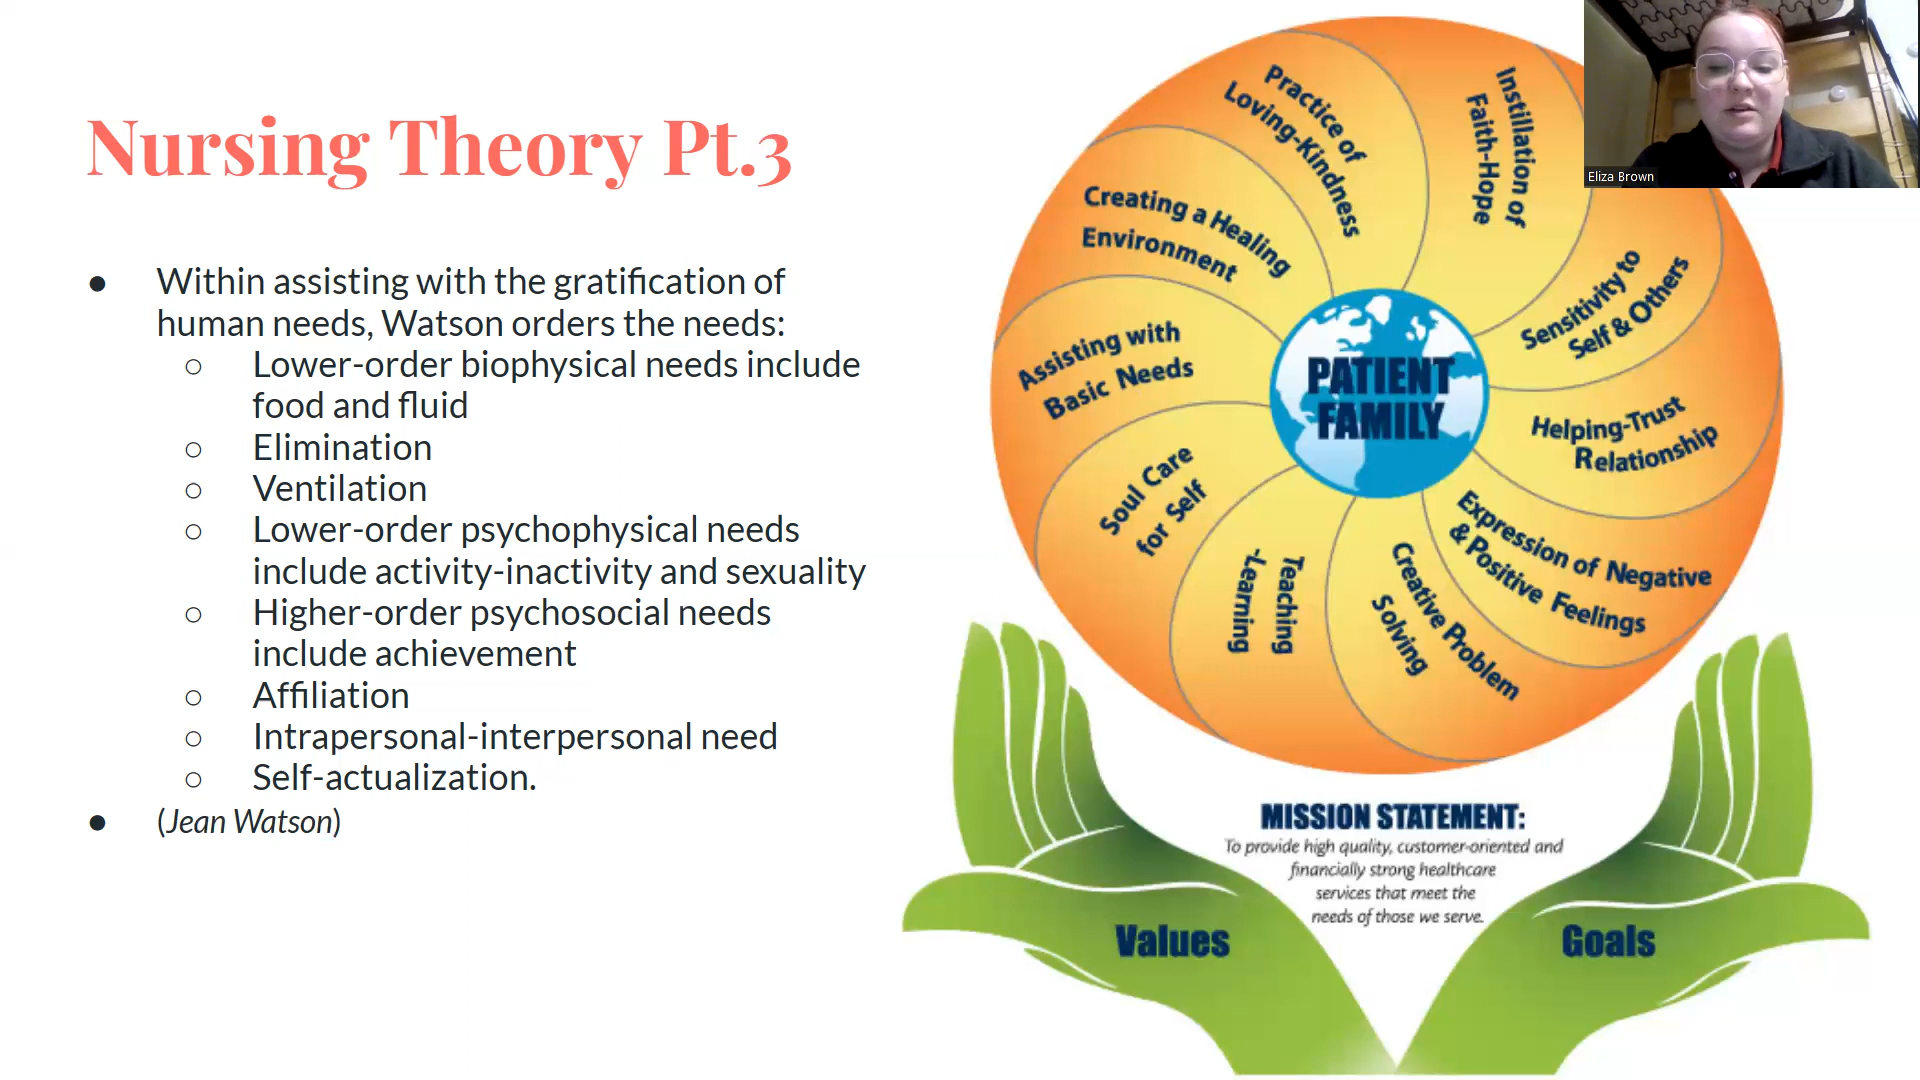 Nursing Theory Pt.3
● Within assisting with the gratification of
human needs, Watson orders the needs:
○ Lower-order biophysical needs include
food and fluid
○ Elimination
○ Ventilation
○ Lower-order psychophysical needs
include activity-inactivity and sexuality
○ Higher-order psychosocial needs
include achievement
○ Affiliation
○ Intrapersonal-interpersonal need
○ Self-actualization.
● (Jean Watson)
Practice of
Loving-Kindness
Instillation of
Faith-Hope
Sensitivity to
Self & Others
Helping-Trust
Relationship
Expression of Negative
& Positive Feelings
Creative Problem
Solving
Teaching
-Learning
Soul Care
for Self
Assisting with
Basic Needs
Creating a Healing
Environment
PATIENT
FAMILY
MISSION STATEMENT:
To provide high quality, customer-oriented and
financially strong healthcare
services that meet the
needs of those we serve.
Values
Goals
Eliza Brown